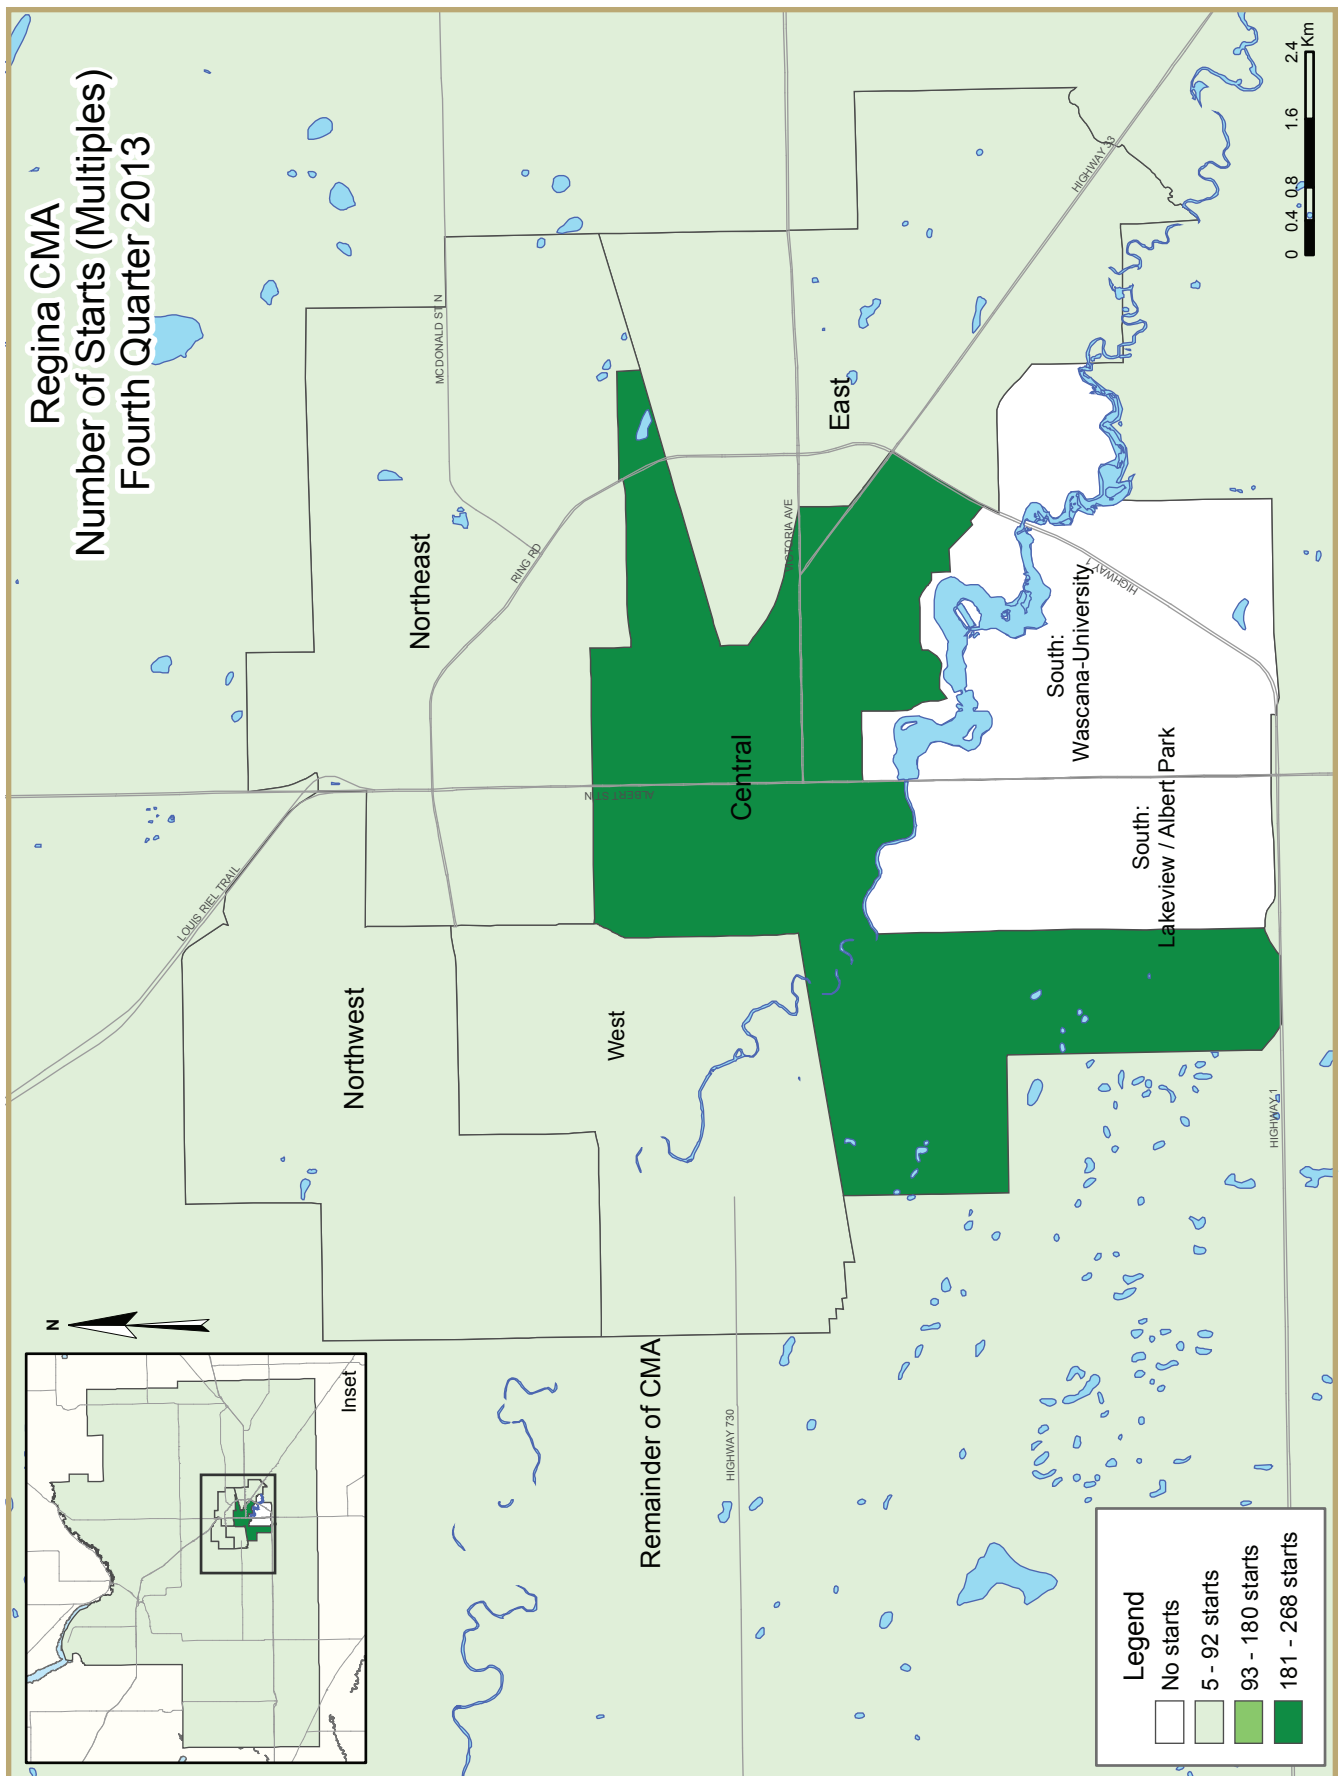 Regina CMA
Number of Starts (Multiples)
Fourth Quarter 2013
N
Inset
LOUIS RIEL TRAIL
MCDONALD ST N
RING RD
ALBERT ST N
VICTORIA AVE
HIGHWAY 33
HIGHWAY 1
HIGHWAY 1
HIGHWAY 730
Northwest
Northeast
West
Central
East
South:
Wascana-University
South:
Lakeview / Albert Park
Remainder of CMA
Legend
No starts
5 - 92 starts
93 - 180 starts
181 - 268 starts
0 0.4 0.8 1.6 2.4
Km